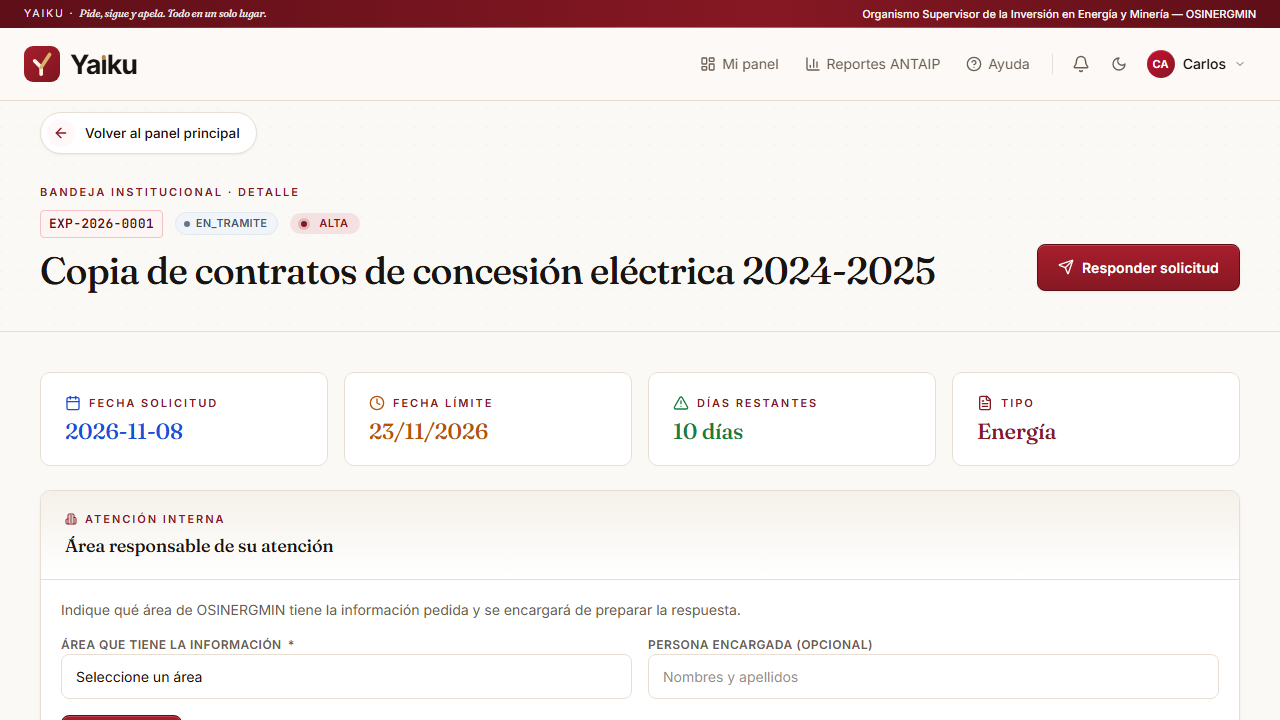 YAIKU · Pide, sigue y apela. Todo en un solo lugar.
Organismo Supervisor de la Inversión en Energía y Minería — OSINERGMIN
Yaiku
Mi panel
Reportes ANTAIP
Ayuda
CA
Carlos
Volver al panel principal
BANDEJA INSTITUCIONAL · DETALLE
EXP-2026-0001
EN_TRAMITE
ALTA
Copia de contratos de concesión eléctrica 2024-2025
Responder solicitud
FECHA SOLICITUD
2026-11-08
FECHA LÍMITE
23/11/2026
DÍAS RESTANTES
10 días
TIPO
Energía
ATENCIÓN INTERNA
Área responsable de su atención
Indique qué área de OSINERGMIN tiene la información pedida y se encargará de preparar la respuesta.
ÁREA QUE TIENE LA INFORMACIÓN *
Seleccione un área
PERSONA ENCARGADA (OPCIONAL)
Nombres y apellidos